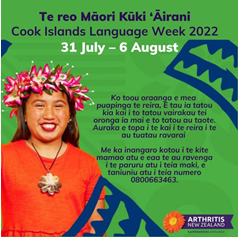 Te reo Māori Kūki ‘Āirani
Cook Islands Language Week 2022
31 July – 6 August
Ko toou oraanga e mea
puapinga te reira, E tau ia tatou
kia kai i to tatou vairakau tei
oronga ia mai e to tatou au taote.
Auraka e topa i te kai i te reira i te
au tuatau ravarai
Me ka inangaro kotou i te kite
mamao atu e eaa te au ravenga
i te paruru atu i teia maki, e
taniuniu atu i teia numero
0800663463.
ARTHRITIS
NEW ZEALAND